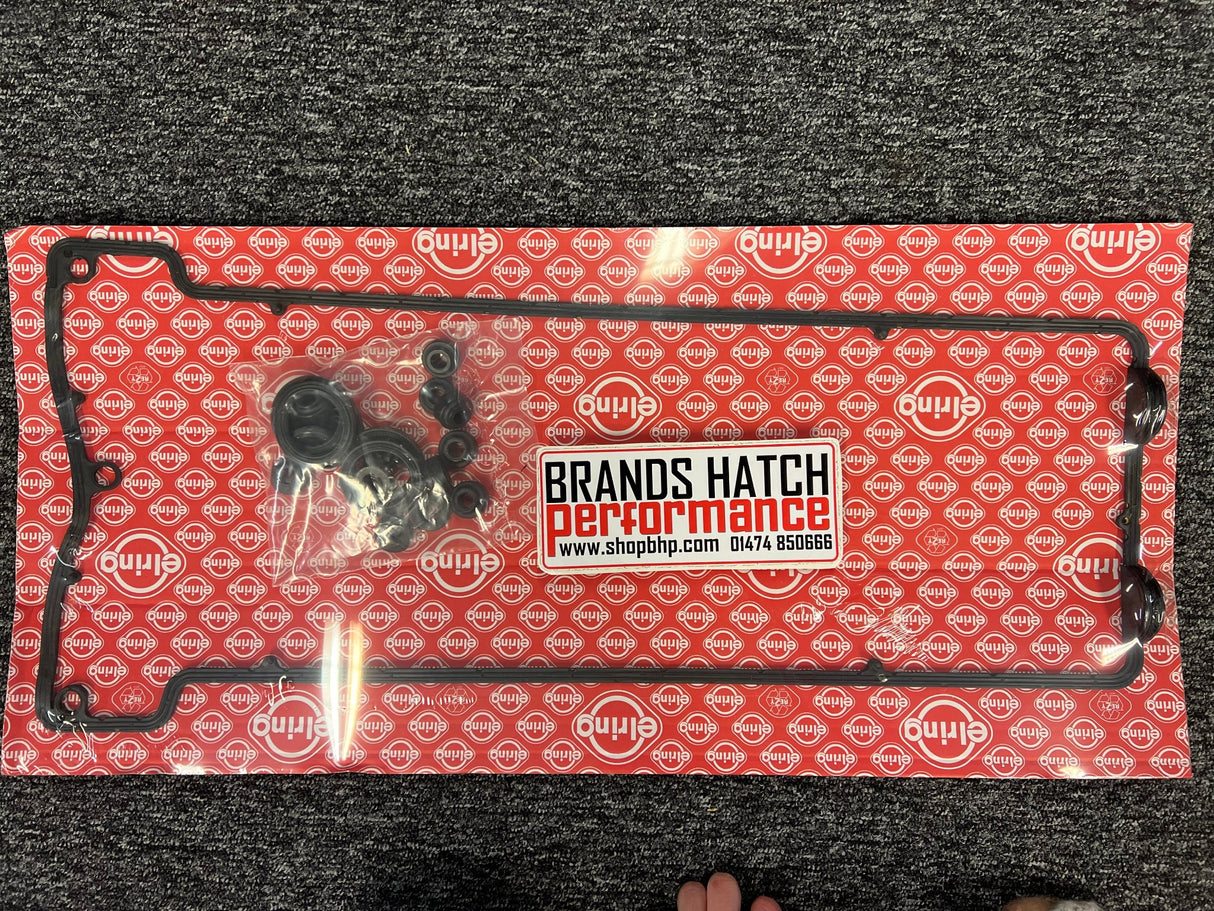 elring
BRANDS HATCH
performance
www.shopbhp.com 01474 850666